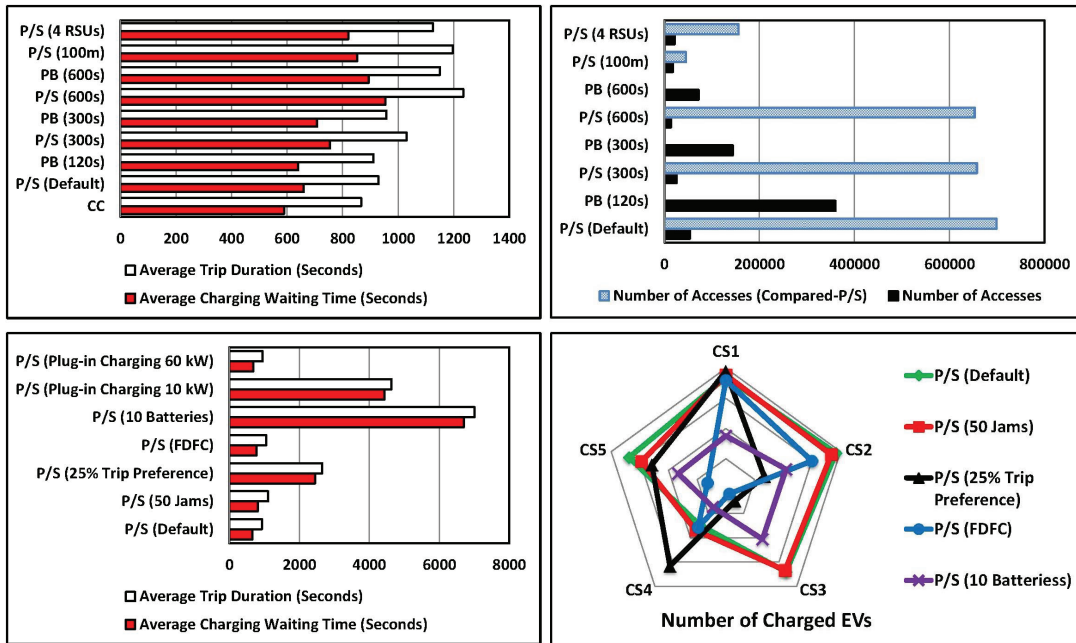 P/S (4 RSUs)
P/S (100m)
PB (600s)
P/S (600s)
PB (300s)
P/S (300s)
PB (120s)
P/S (Default)
CC
0 200 400 600 800 1000 1200 1400
Average Trip Duration (Seconds)
Average Charging Waiting Time (Seconds)
P/S (4 RSUs)
P/S (100m)
PB (600s)
P/S (600s)
PB (300s)
P/S (300s)
PB (120s)
P/S (Default)
0 200000 400000 600000 800000
Number of Accesses (Compared-P/S) Number of Accesses
P/S (Plug-in Charging 60 kW)
P/S (Plug-in Charging 10 kW)
P/S (10 Batteries)
P/S (FDFC)
P/S (25% Trip Preference)
P/S (50 Jams)
P/S (Default)
0 2000 4000 6000 8000
Average Trip Duration (Seconds)
Average Charging Waiting Time (Seconds)
CS1
CS2
CS3
CS4
CS5
Number of Charged EVs
P/S (Default)
P/S (50 Jams)
P/S (25% Trip
Preference)
P/S (FDFC)
P/S (10 Batteriess)